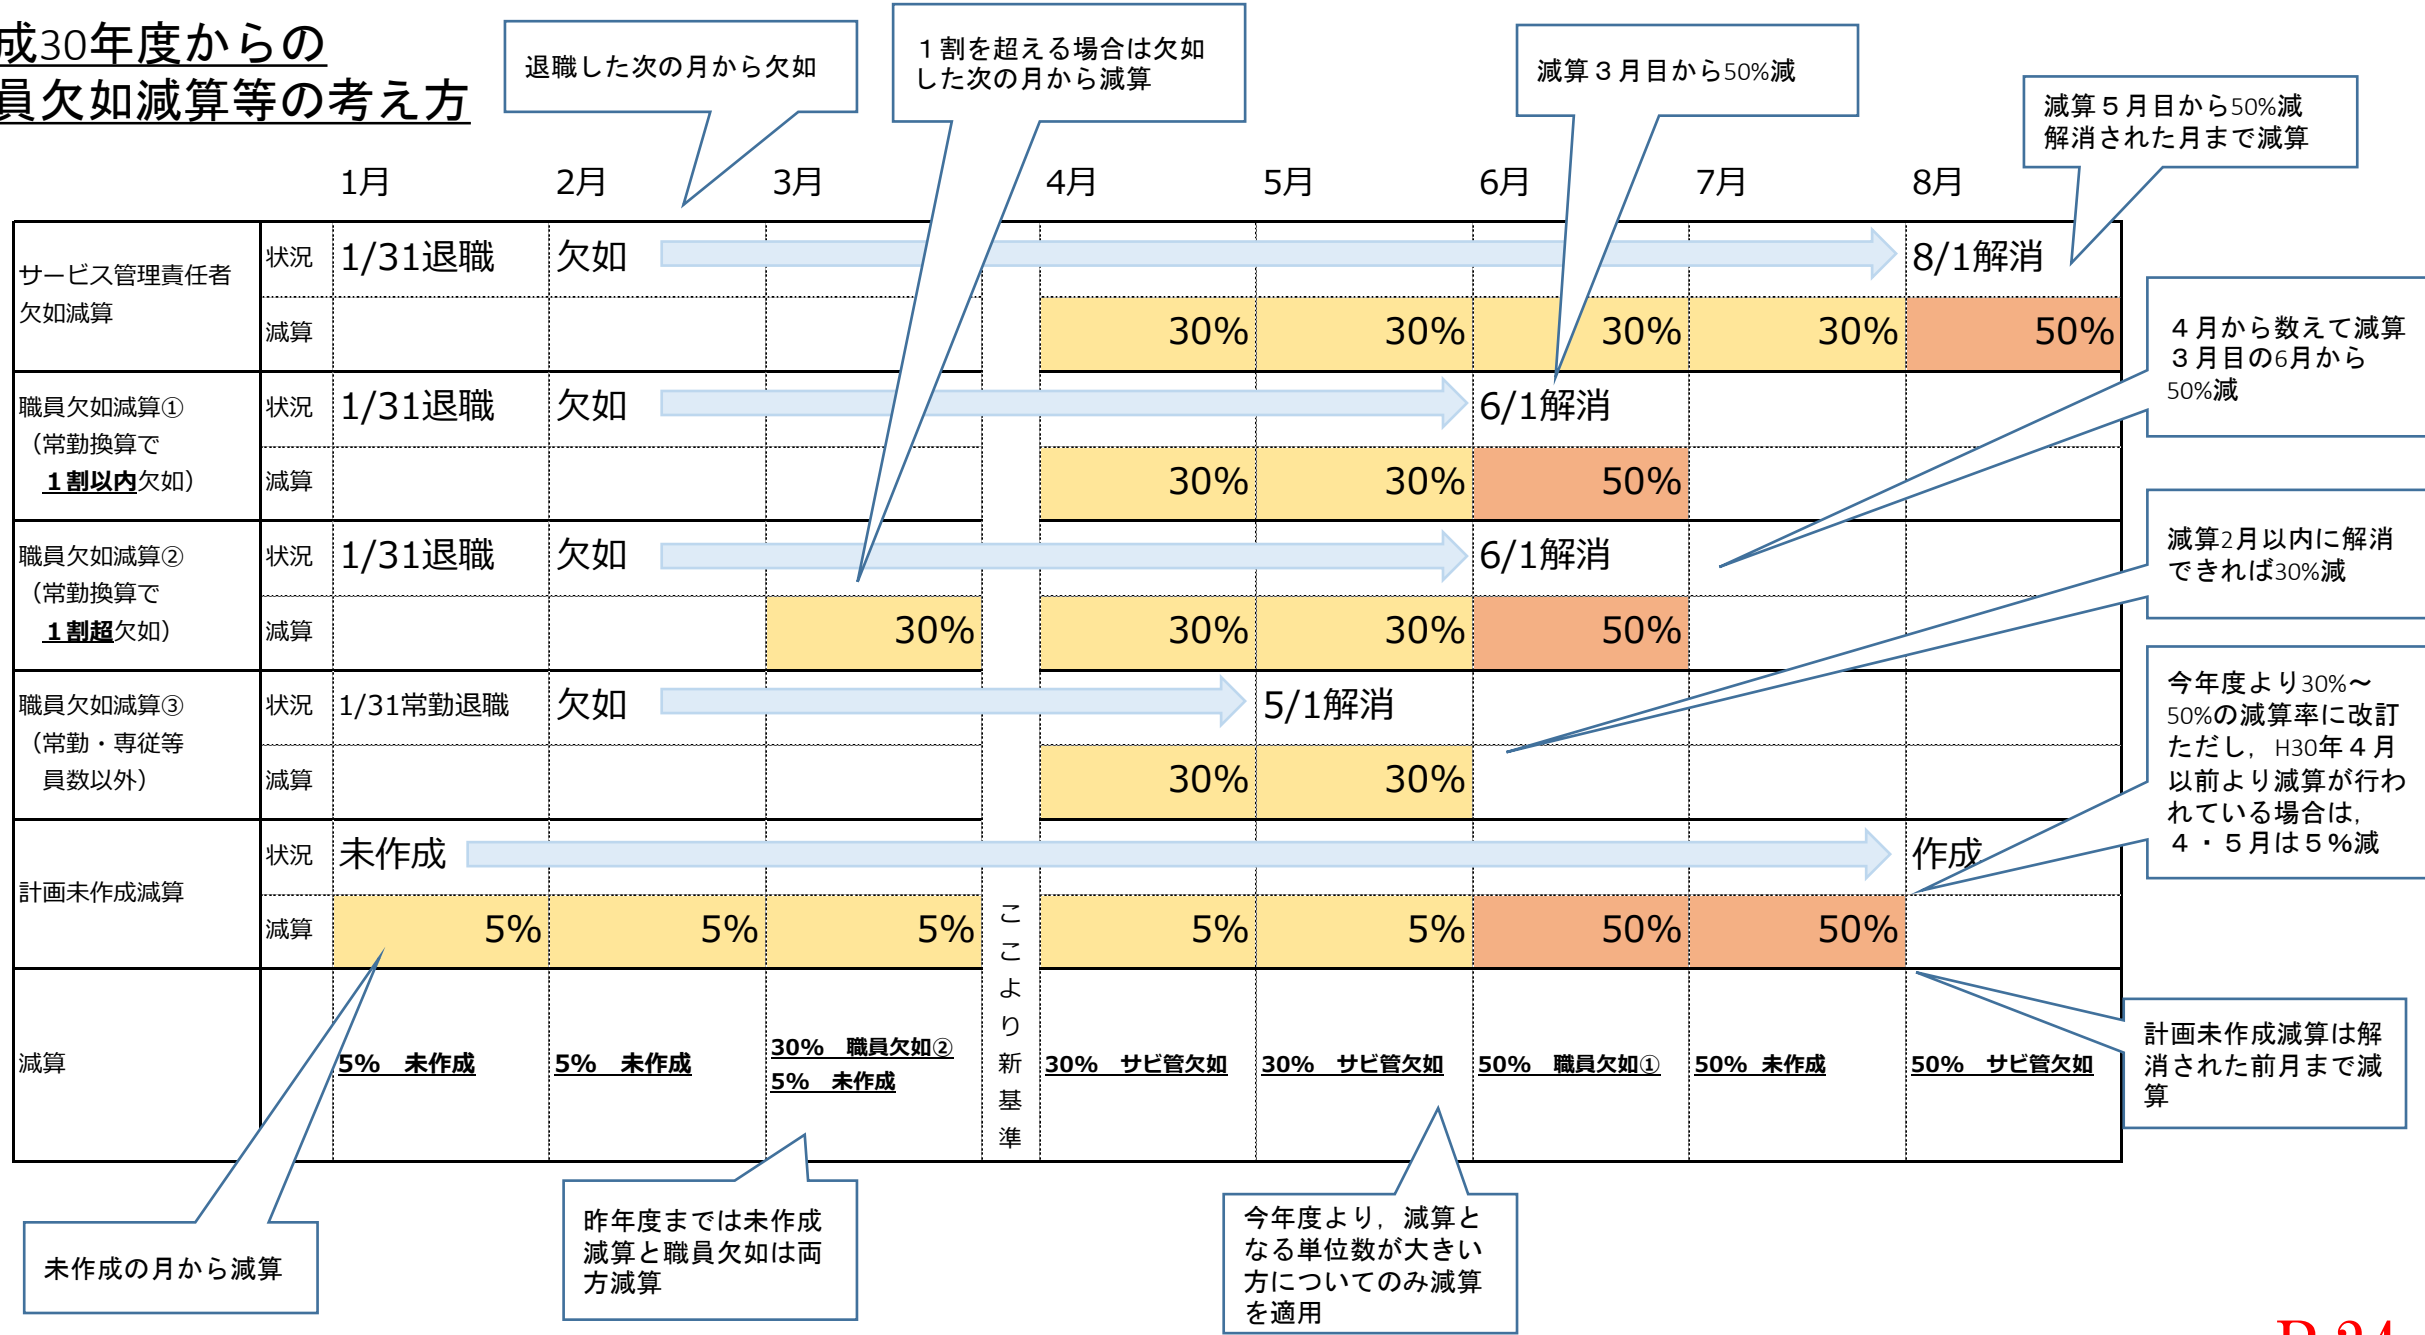 成30年度からの
員欠如減算等の考え方
退職した次の月から欠如
１割を超える場合は欠如
した次の月から減算
減算３月目から50%減
減算５月目から50%減
解消された月まで減算
1月 2月 3月 4月 5月 6月 7月 8月
サービス管理責任者
欠如減算
状況 1/31退職 欠如 8/1解消
減算 30% 30% 30% 30% 50%
４月から数えて減算
３月目の6月から
50%減
職員欠如減算①
（常勤換算で
１割以内欠如）
状況 1/31退職 欠如 6/1解消
減算 30% 30% 50%
職員欠如減算②
（常勤換算で
１割超欠如）
状況 1/31退職 欠如 6/1解消
減算 30% 30% 30% 50%
減算2月以内に解消
できれば30%減
職員欠如減算③
（常勤・専従等
員数以外）
状況 1/31常勤退職 欠如 5/1解消
減算 30% 30%
今年度より30%～
50%の減算率に改訂
ただし，H30年４月
以前より減算が行わ
れている場合は，
４・５月は５%減
計画未作成減算
状況 未作成 作成
減算 5% 5% 5% 5% 5% 50% 50%
ここより新基準
減算
5%　未作成
5%　未作成
30%　職員欠如②
5%　未作成
30%　サビ管欠如
30%　サビ管欠如
50%　職員欠如①
50% 未作成
50%　サビ管欠如
計画未作成減算は解
消された前月まで減
算
未作成の月から減算
昨年度までは未作成
減算と職員欠如は両
方減算
今年度より，減算と
なる単位数が大きい
方についてのみ減算
を適用